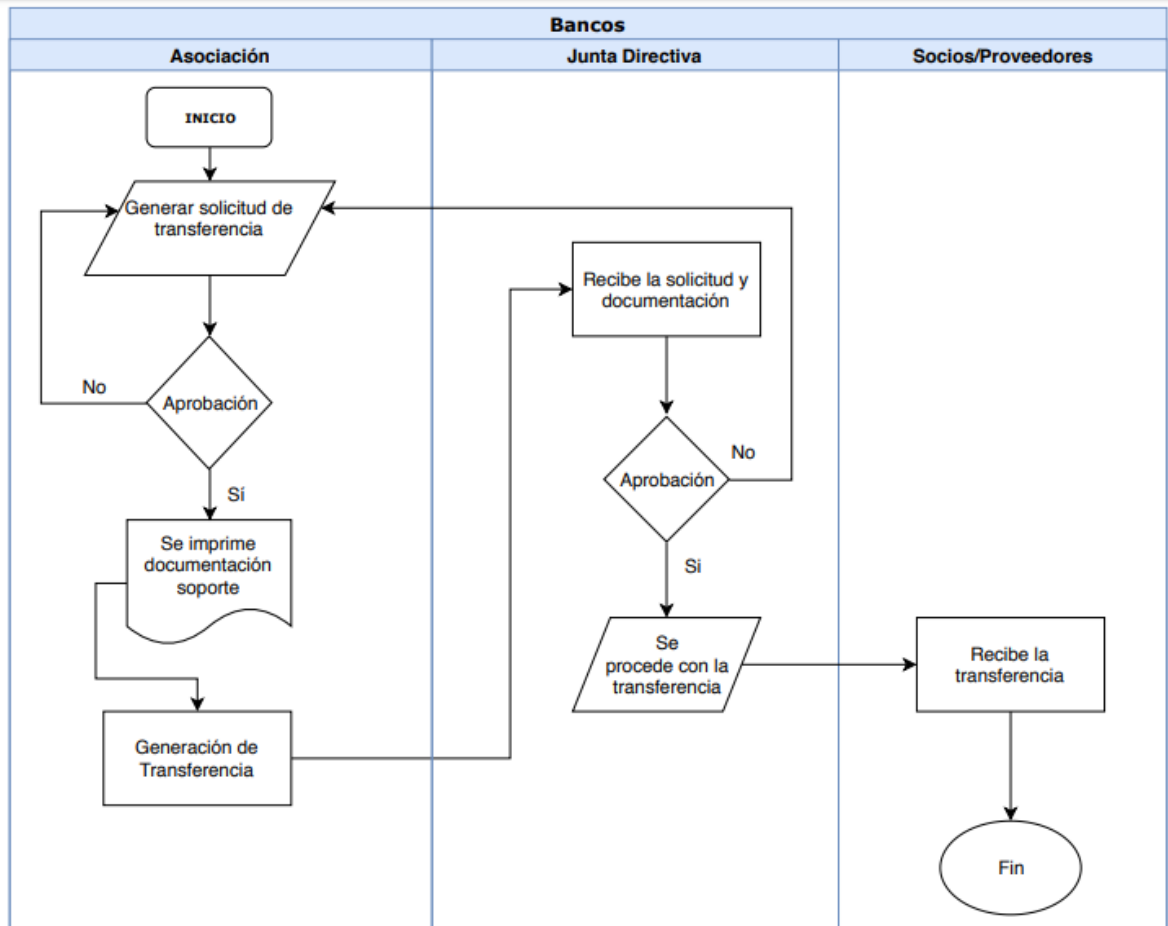 Bancos
Asociación
Junta Directiva
Socios/Proveedores
INICIO
Generar solicitud de
transferencia
No
Aprobación
Sí
Se imprime
documentación
soporte
Generación de
Transferencia
Recibe la solicitud y
documentación
No
Aprobación
Si
Se
procede con la
transferencia
Recibe la
transferencia
Fin